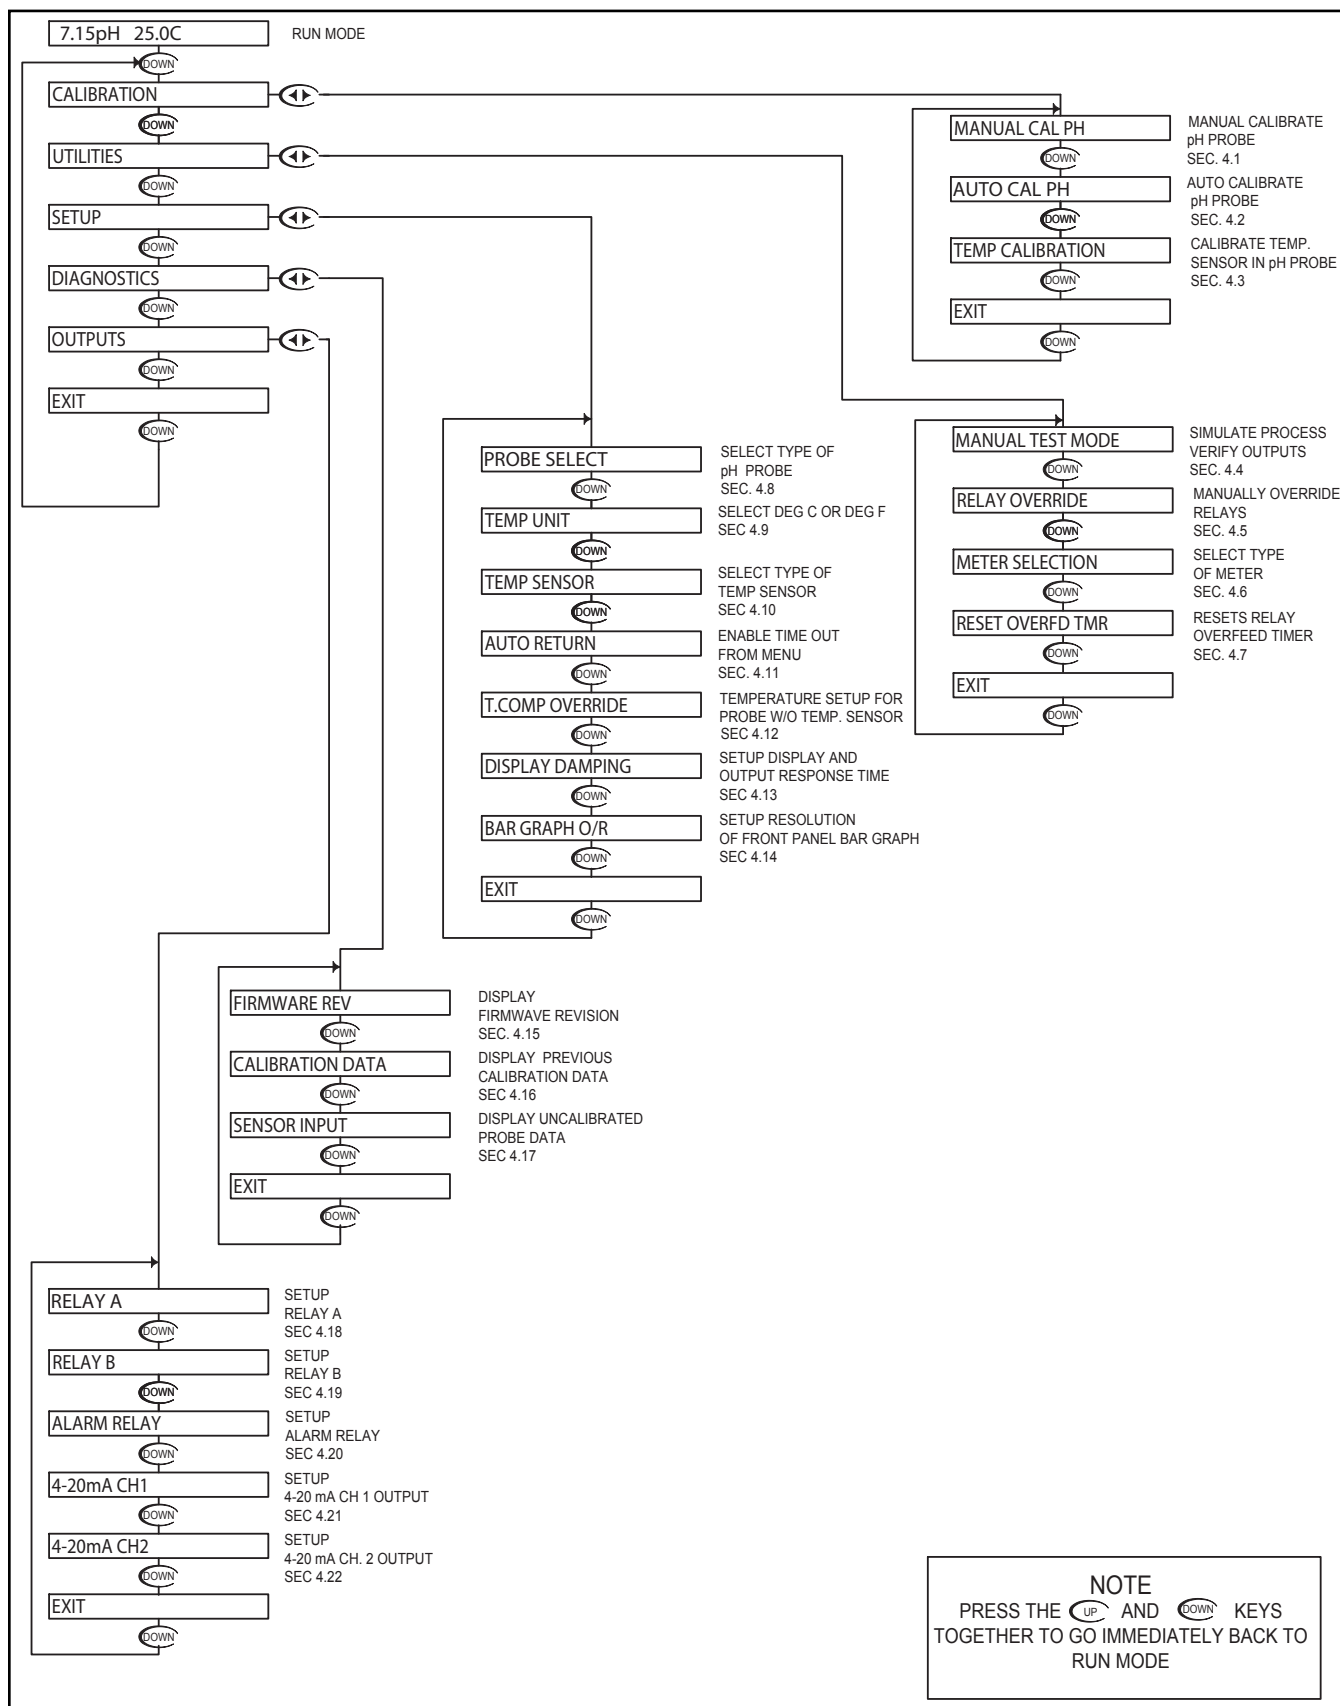 7.15pH 25.0C
RUN MODE
DOWN
CALIBRATION
DOWN
UTILITIES
DOWN
SETUP
DOWN
DIAGNOSTICS
DOWN
OUTPUTS
DOWN
EXIT
DOWN
MANUAL CAL PH
MANUAL CALIBRATE
pH PROBE
SEC. 4.1
DOWN
AUTO CAL PH
AUTO CALIBRATE
pH PROBE
SEC. 4.2
DOWN
TEMP CALIBRATION
CALIBRATE TEMP.
SENSOR IN pH PROBE
SEC. 4.3
DOWN
EXIT
DOWN
MANUAL TEST MODE
SIMULATE PROCESS
VERIFY OUTPUTS
SEC. 4.4
DOWN
RELAY OVERRIDE
MANUALLY OVERRIDE
RELAYS
SEC. 4.5
DOWN
METER SELECTION
SELECT TYPE
OF METER
SEC. 4.6
DOWN
RESET OVERFD TMR
RESETS RELAY
OVERFEED TIMER
SEC. 4.7
DOWN
EXIT
DOWN
PROBE SELECT
SELECT TYPE OF
pH PROBE
SEC. 4.8
DOWN
TEMP UNIT
SELECT DEG C OR DEG F
SEC 4.9
DOWN
TEMP SENSOR
SELECT TYPE OF
TEMP SENSOR
SEC 4.10
DOWN
AUTO RETURN
ENABLE TIME OUT
FROM MENU
SEC. 4.11
DOWN
T.COMP OVERRIDE
TEMPERATURE SETUP FOR
PROBE W/O TEMP. SENSOR
SEC 4.12
DOWN
DISPLAY DAMPING
SETUP DISPLAY AND
OUTPUT RESPONSE TIME
SEC 4.13
DOWN
BAR GRAPH O/R
SETUP RESOLUTION
OF FRONT PANEL BAR GRAPH
SEC 4.14
DOWN
EXIT
DOWN
FIRMWARE REV
DISPLAY
FIRMWAVE REVISION
SEC. 4.15
DOWN
CALIBRATION DATA
DISPLAY PREVIOUS
CALIBRATION DATA
SEC 4.16
DOWN
SENSOR INPUT
DISPLAY UNCALIBRATED
PROBE DATA
SEC 4.17
DOWN
EXIT
DOWN
RELAY A
SETUP
RELAY A
SEC 4.18
DOWN
RELAY B
SETUP
RELAY B
SEC 4.19
DOWN
ALARM RELAY
SETUP
ALARM RELAY
SEC 4.20
DOWN
4-20mA CH1
SETUP
4-20 mA CH 1 OUTPUT
SEC 4.21
DOWN
4-20mA CH2
SETUP
4-20 mA CH. 2 OUTPUT
SEC 4.22
DOWN
EXIT
DOWN
NOTE
PRESS THE UP AND DOWN KEYS
TOGETHER TO GO IMMEDIATELY BACK TO
RUN MODE